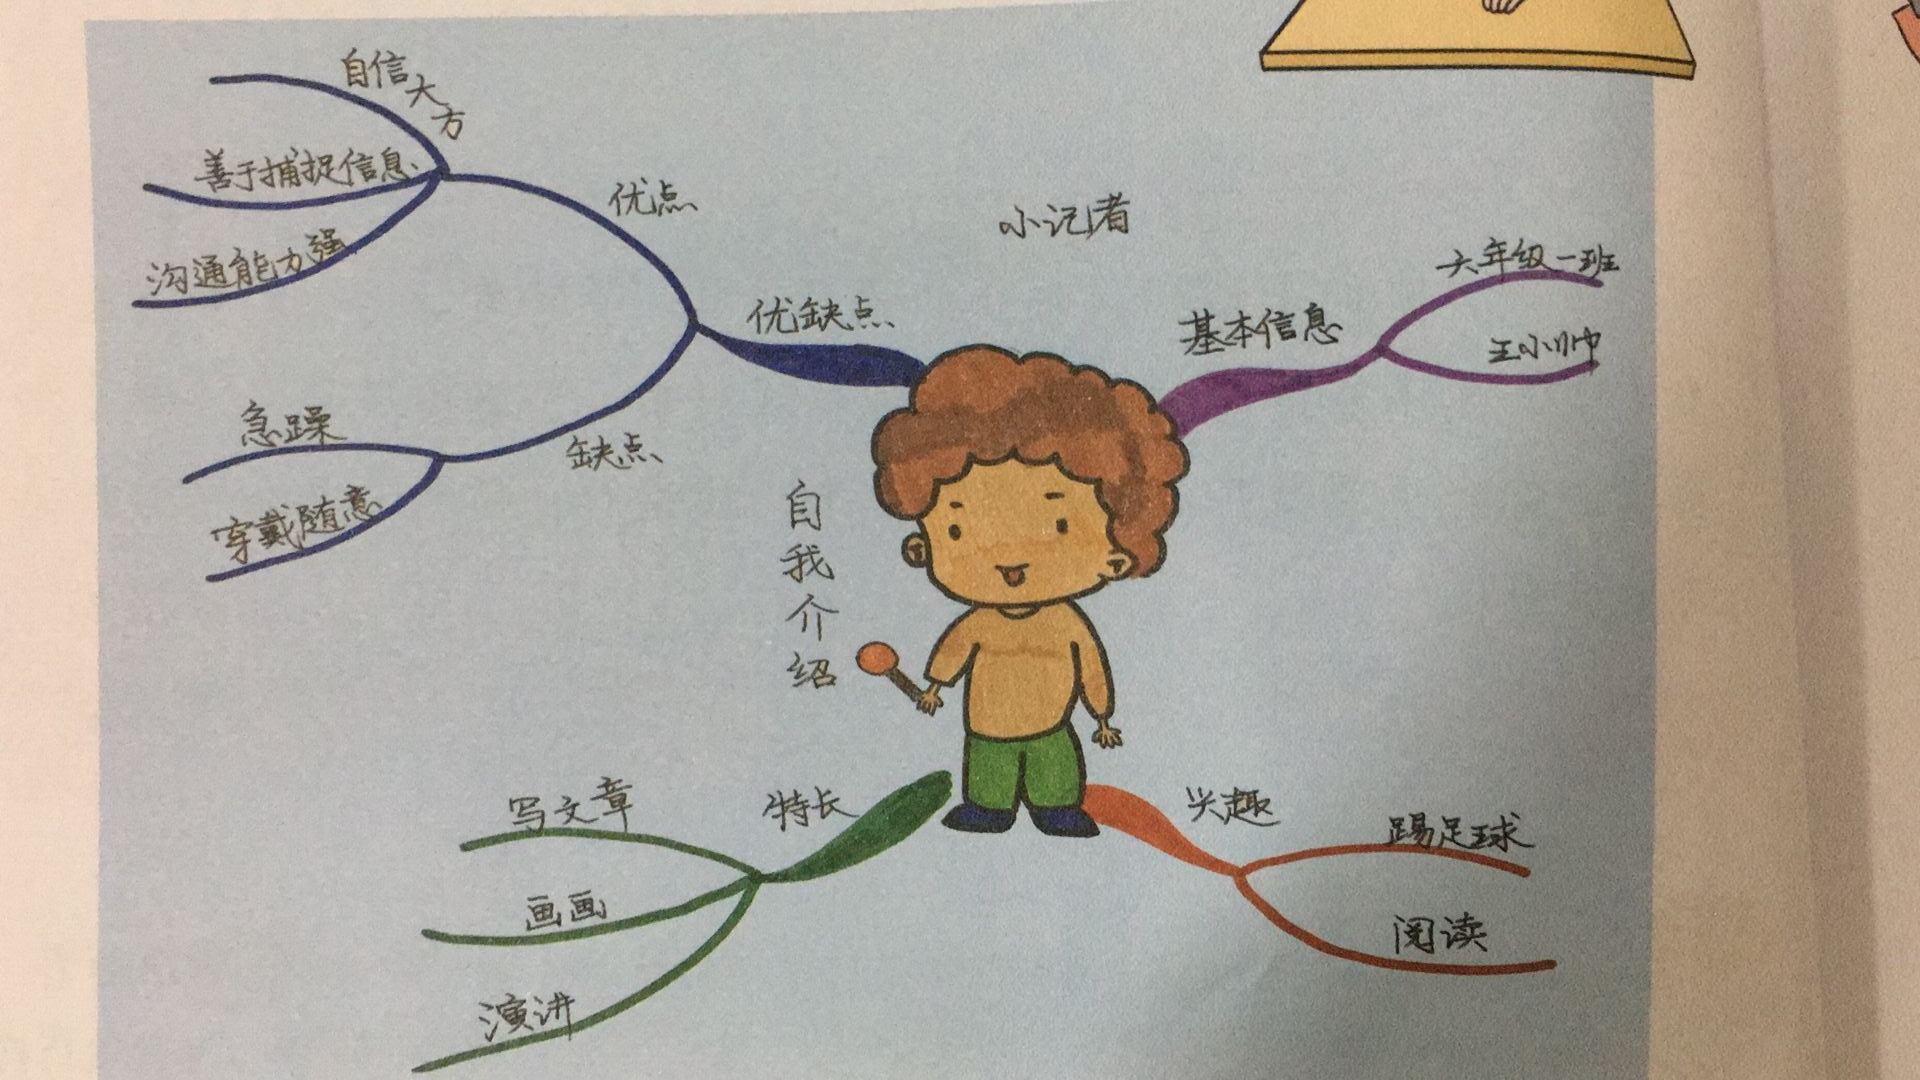 小记者
自我介绍
基本信息
六年级一班
王小帅
优缺点
优点
自信大方
善于捕捉信息
沟通能力强
缺点
急躁
穿戴随意
特长
写文章
画画
演讲
兴趣
踢足球
阅读